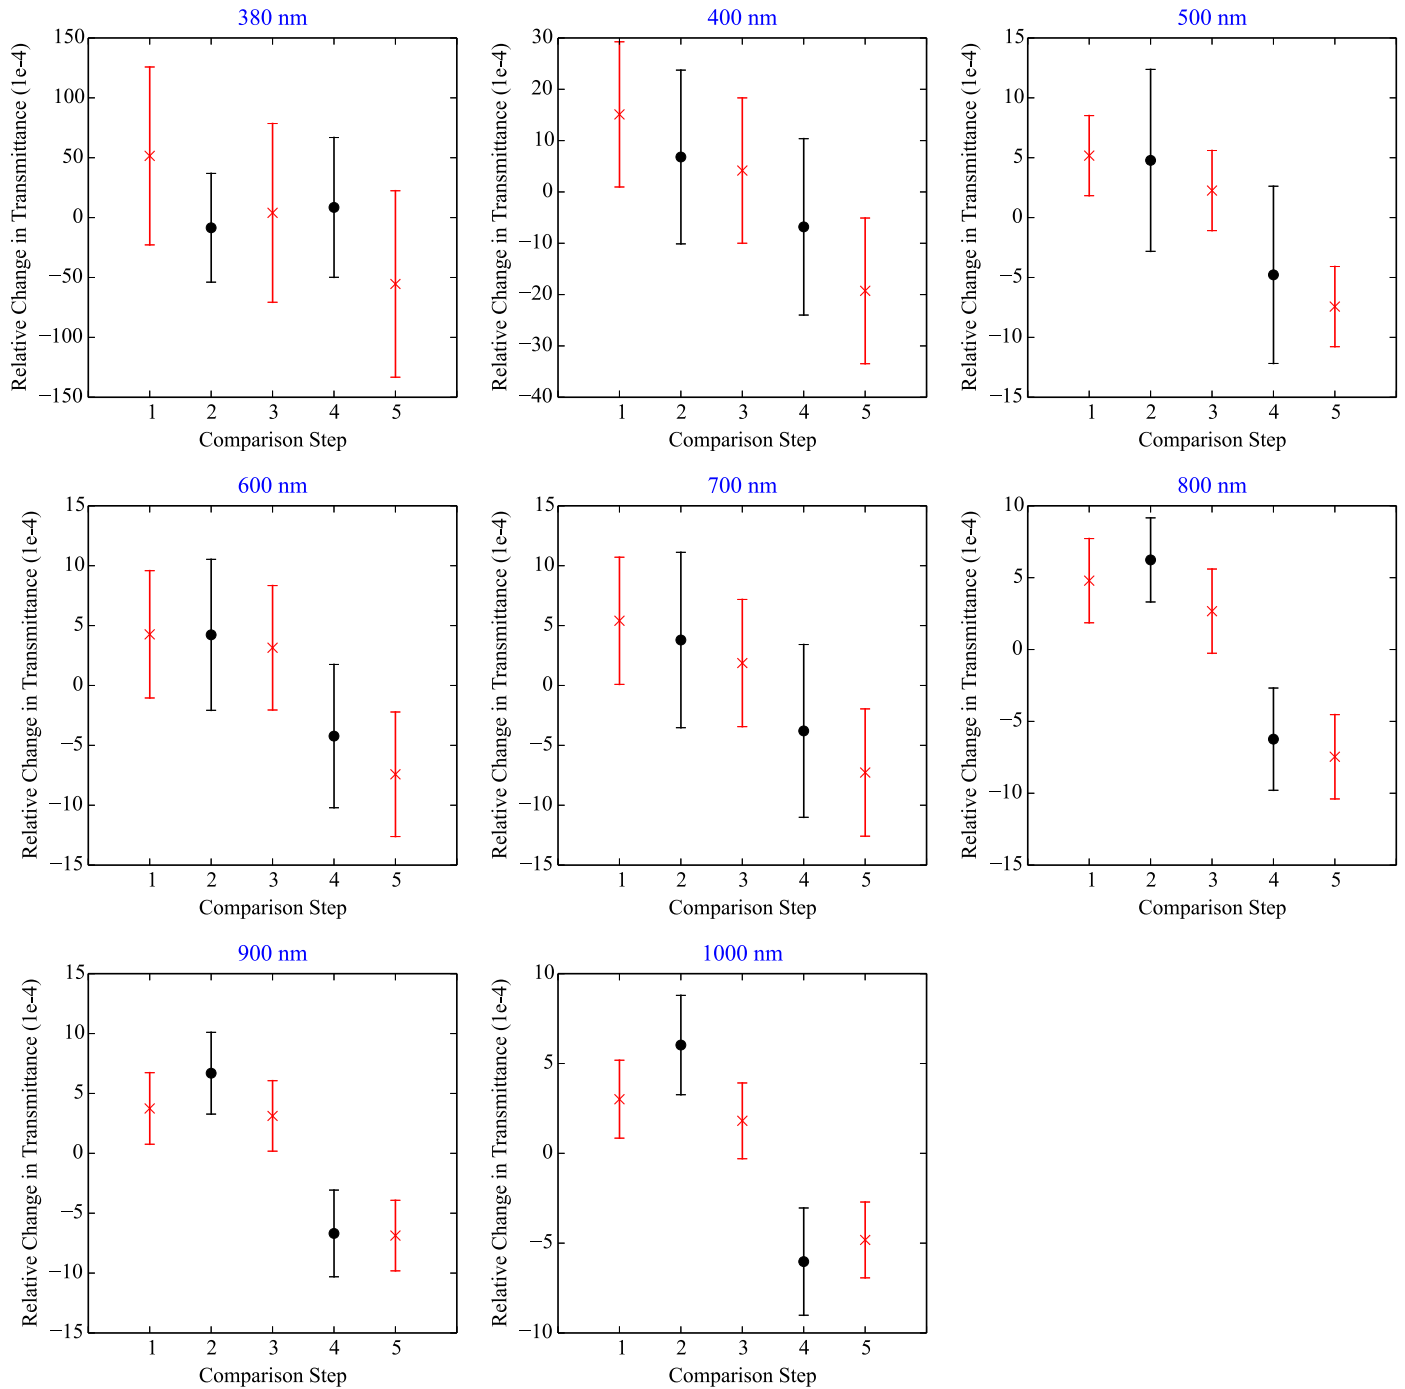 380 nm
Relative Change in Transmittance (1e-4)
150
100
50
0
−50
−100
−150
1 2 3 4 5
Comparison Step
400 nm
Relative Change in Transmittance (1e-4)
30
20
10
0
−10
−20
−30
−40
1 2 3 4 5
Comparison Step
500 nm
Relative Change in Transmittance (1e-4)
15
10
5
0
−5
−10
−15
1 2 3 4 5
Comparison Step
600 nm
Relative Change in Transmittance (1e-4)
15
10
5
0
−5
−10
−15
1 2 3 4 5
Comparison Step
700 nm
Relative Change in Transmittance (1e-4)
15
10
5
0
−5
−10
−15
1 2 3 4 5
Comparison Step
800 nm
Relative Change in Transmittance (1e-4)
10
5
0
−5
−10
−15
1 2 3 4 5
Comparison Step
900 nm
Relative Change in Transmittance (1e-4)
15
10
5
0
−5
−10
−15
1 2 3 4 5
Comparison Step
1000 nm
Relative Change in Transmittance (1e-4)
10
5
0
−5
−10
1 2 3 4 5
Comparison Step